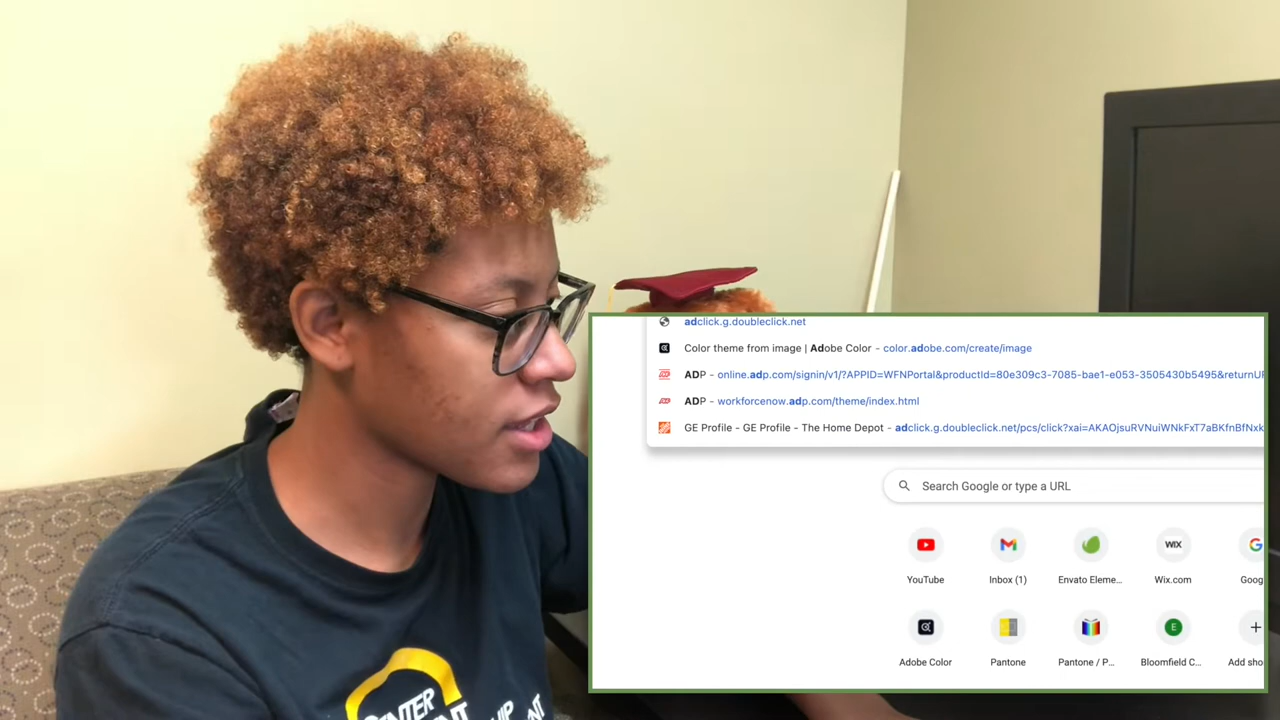 adclick.g.doubleclick.net
Color theme from image | Adobe Color - color.adobe.com/create/image
ADP - online.adp.com/signin/v1/?APPID=WFNPortal&productId=80e309c3-7085-bae1-e053-3505430b5495&returnU
ADP - workforcenow.adp.com/theme/index.html
GE Profile - GE Profile - The Home Depot - adclick.g.doubleclick.net/pcs/click?xai=AKAOjsuRVNuiWNkFxT7aBKfnBfNxk
Search Google or type a URL
WIX
YouTube
Inbox (1)
Envato Eleme...
Wix.com
Goog
E
Adobe Color
Pantone
Pantone / P...
Bloomfield C...
Add sho